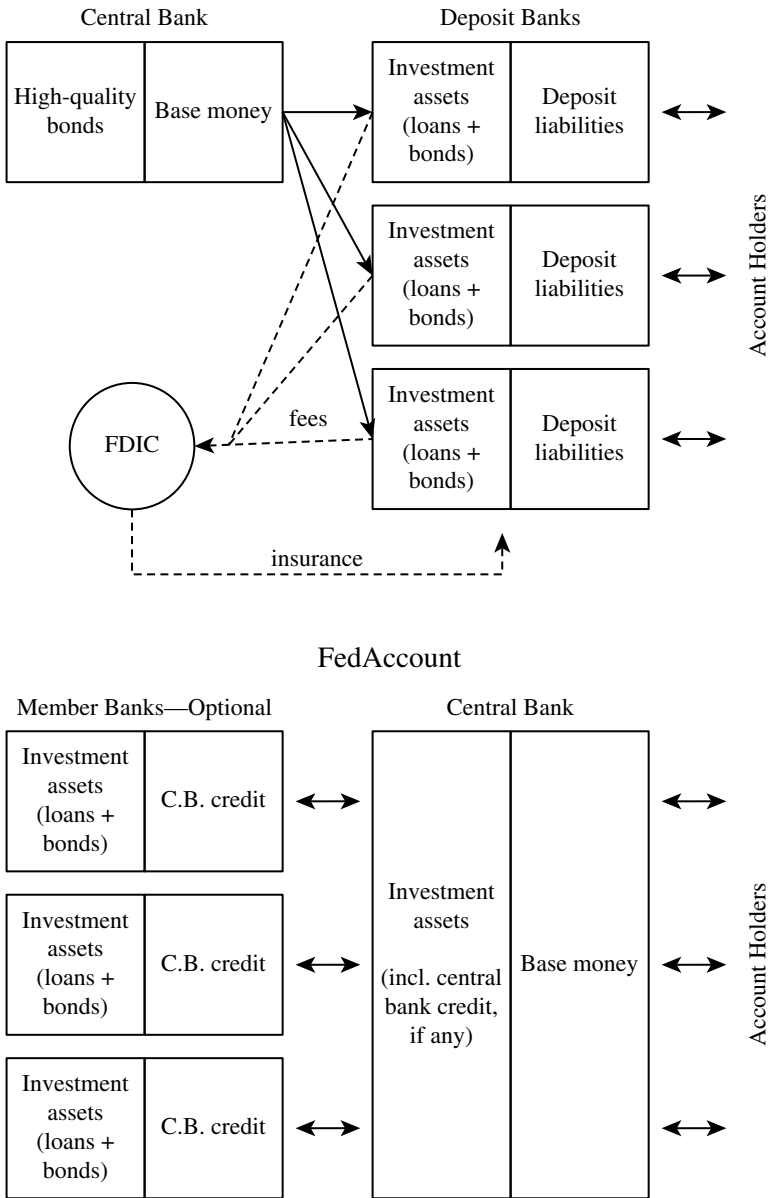 Central Bank
Deposit Banks
High-quality
bonds
Base money
Investment
assets
(loans +
bonds)
Deposit
liabilities
Investment
assets
(loans +
bonds)
Deposit
liabilities
Investment
assets
(loans +
bonds)
Deposit
liabilities
Account Holders
FDIC
fees
insurance
FedAccount
Member Banks—Optional
Central Bank
Investment
assets
(loans +
bonds)
C.B. credit
Investment
assets
(loans +
bonds)
C.B. credit
Investment
assets
(loans +
bonds)
C.B. credit
Investment
assets
(incl. central
bank credit,
if any)
Base money
Account Holders